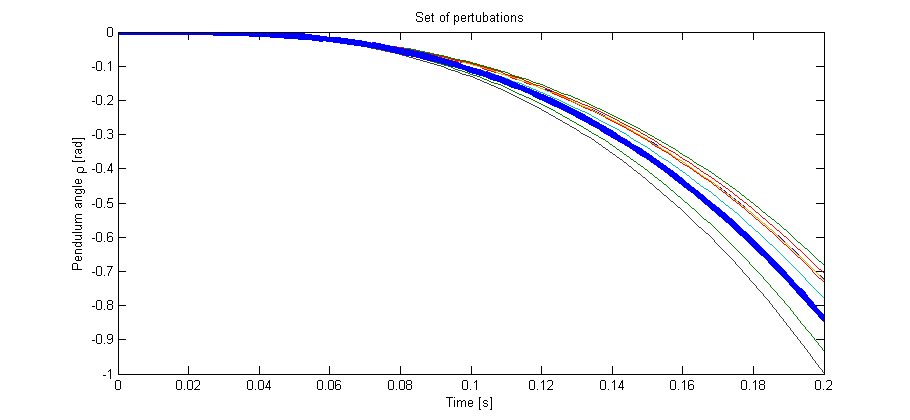 Set of pertubations
0
-0.1
-0.2
-0.3
-0.4
-0.5
-0.6
-0.7
-0.8
-0.9
-1
Pendulum angle ρ [rad]
0 0.02 0.04 0.06 0.08 0.1 0.12 0.14 0.16 0.18 0.2
Time [s]